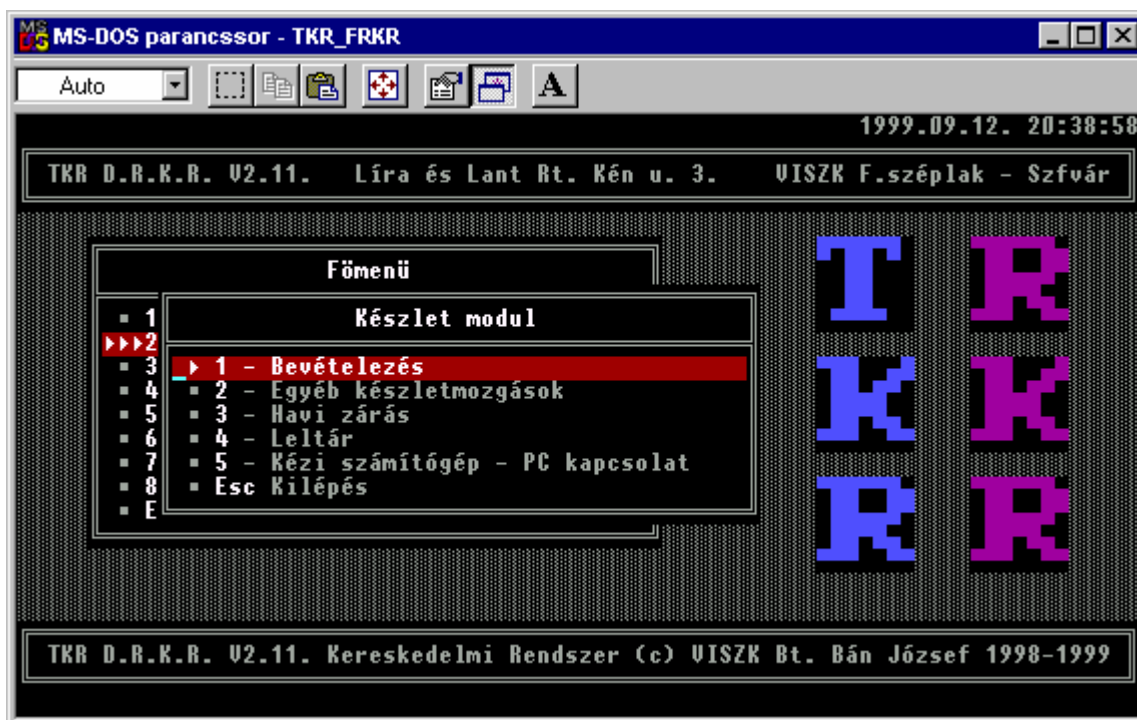 MS-DOS parancssor - TKR_FRKR
Auto
A
1999.09.12. 20:38:58
TKR D.R.K.R. V2.11. Líra és Lant Rt. Kén u. 3. VISZK F.széplak - Szfvár
Fömenü
Készlet modul
1
2
3
4
5
6
7
8
E
1 - Bevételezés
2 - Egyéb készletmozgások
3 - Havi zárás
4 - Leltár
5 - Kézi számítógép - PC kapcsolat
Esc Kilépés
T R
K K
R R
TKR D.R.K.R. V2.11. Kereskedelmi Rendszer (c) VISZK Bt. Bán József 1998-1999